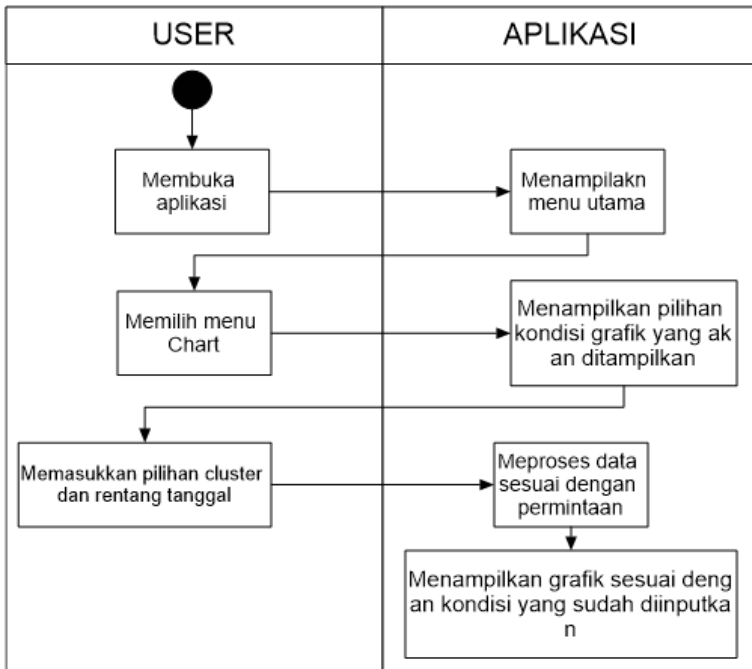 USER
APLIKASI
Membuka
aplikasi
Menampilakn
menu utama
Memilih menu
Chart
Menampilkan pilihan
kondisi grafik yang ak
an ditampilkan
Memasukkan pilihan cluster
dan rentang tanggal
Meproses data
sesuai dengan
permintaan
Menampilkan grafik sesuai deng
an kondisi yang sudah diinputka
n